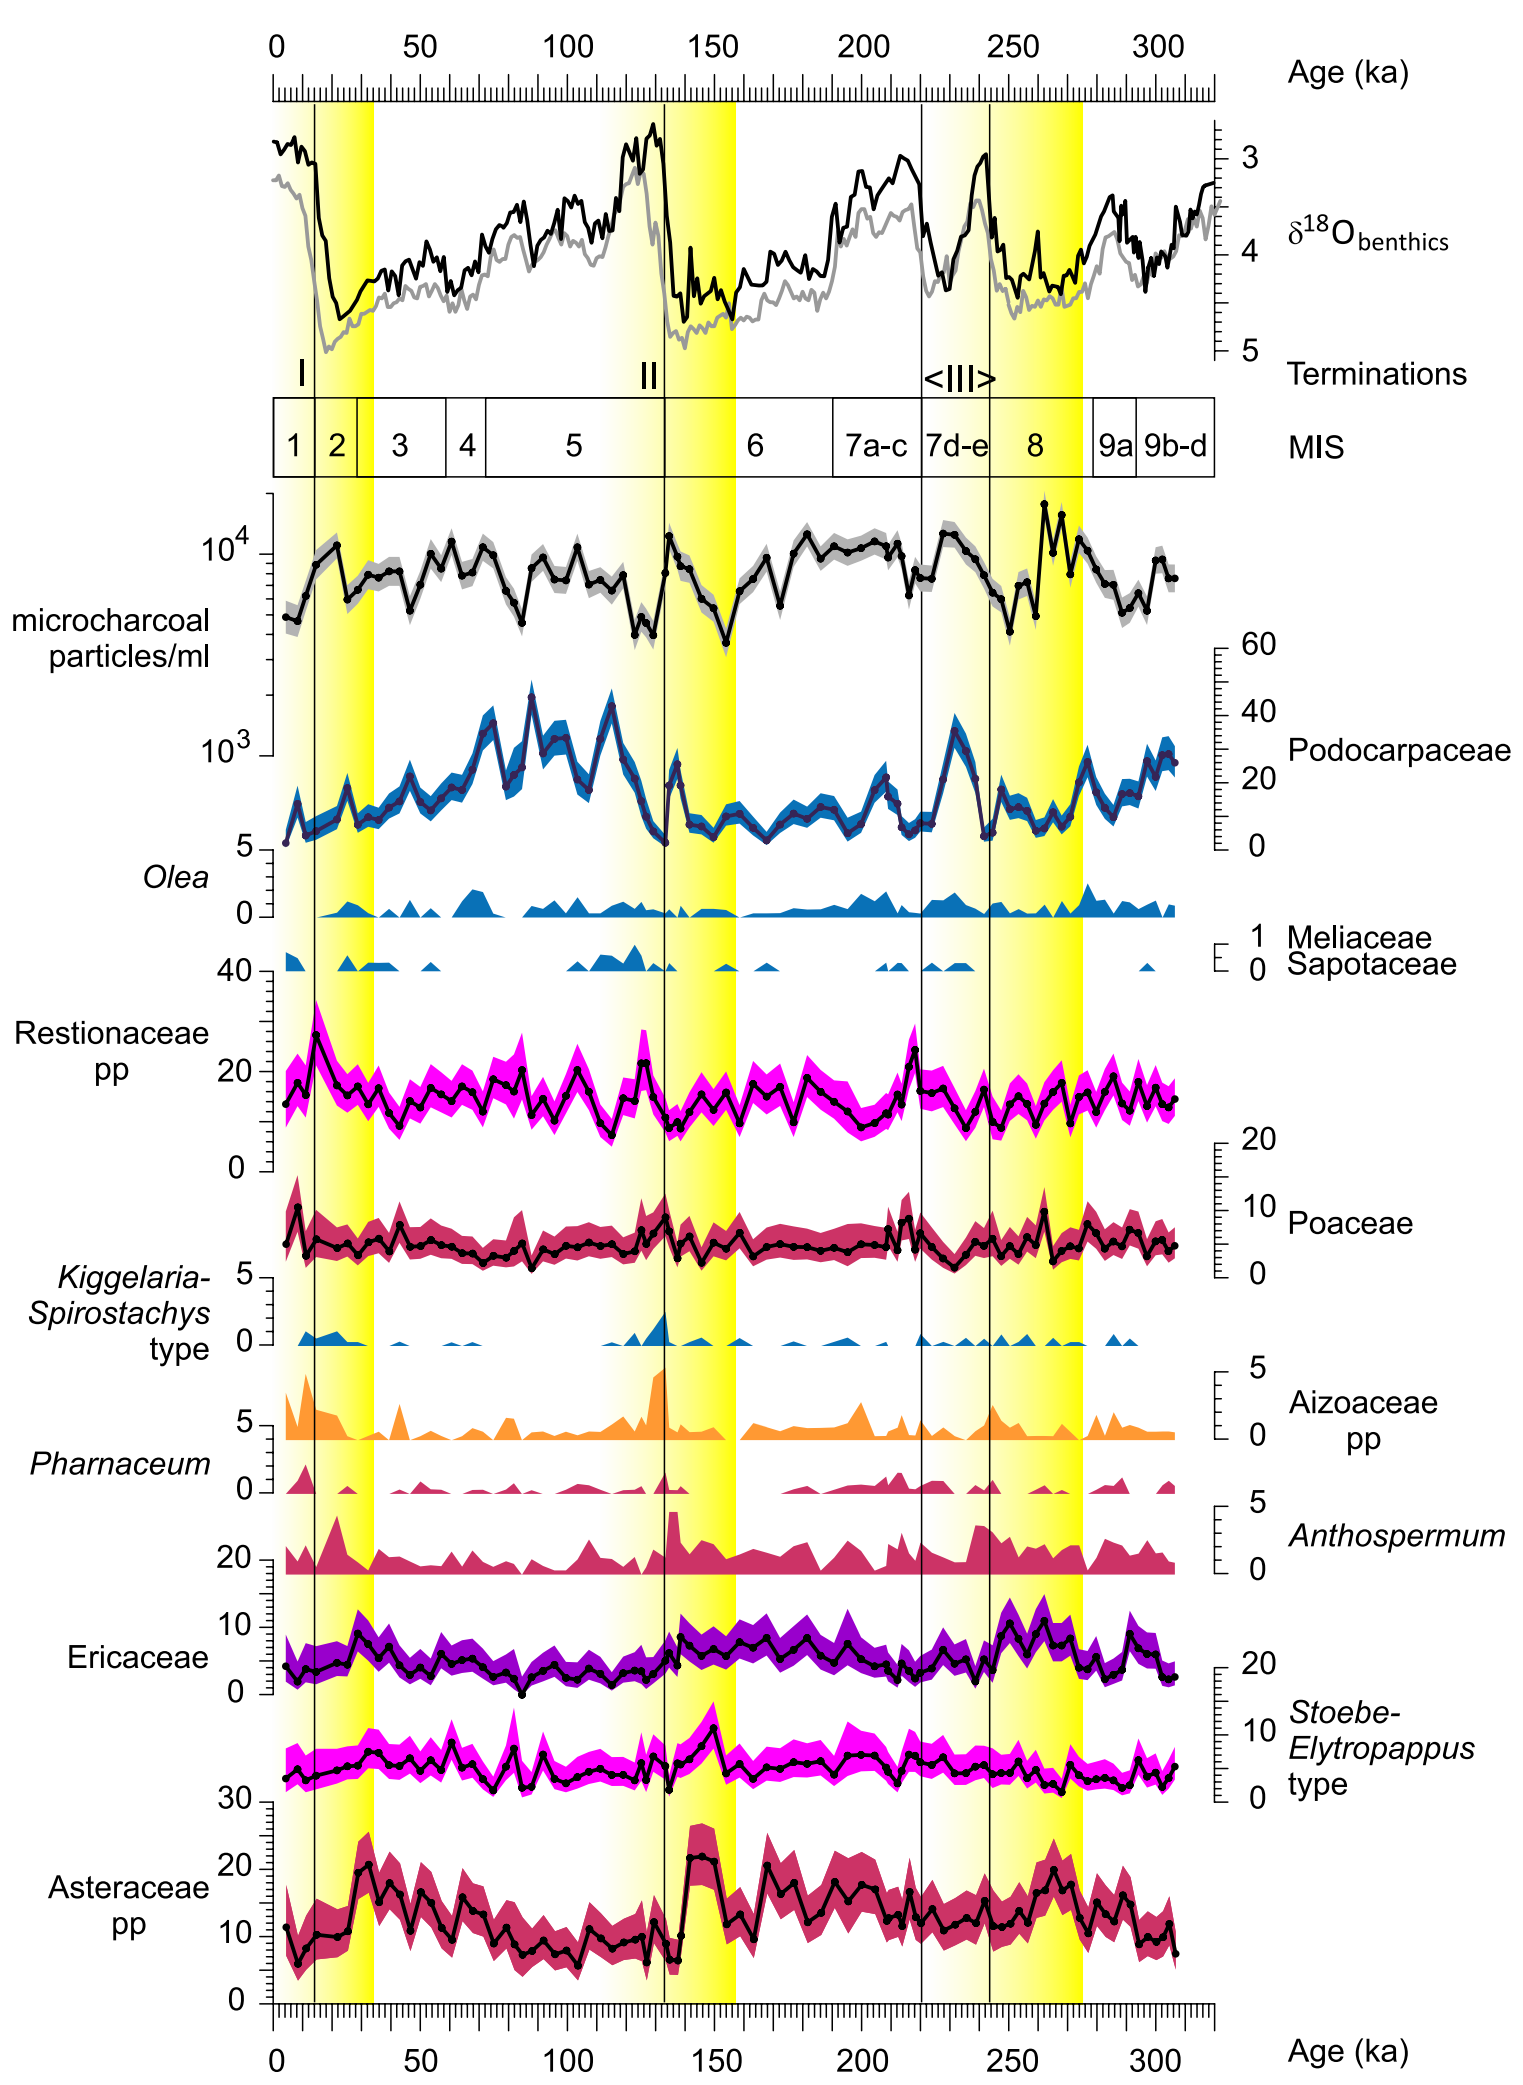 0 50 100 150 200 250 300
Age (ka)
3
4
5
δ18Obenthics
I II <III>
Terminations
1 2 3 4 5 6 7a-c 7d-e 8 9a 9b-d
MIS
10⁴
10³
microcharcoal
particles/ml
60
40
20
0
Podocarpaceae
5
0
Olea
1
0
Meliaceae
Sapotaceae
40
20
0
Restionaceae
pp
20
10
0
Poaceae
5
0
Kiggelaria-
Spirostachys
type
5
0
Aizoaceae
pp
5
0
Pharnaceum
5
0
Anthospermum
20
10
0
Ericaceae
20
10
0
Stoebe-
Elytropappus
type
30
20
10
0
Asteraceae
pp
0 50 100 150 200 250 300
Age (ka)